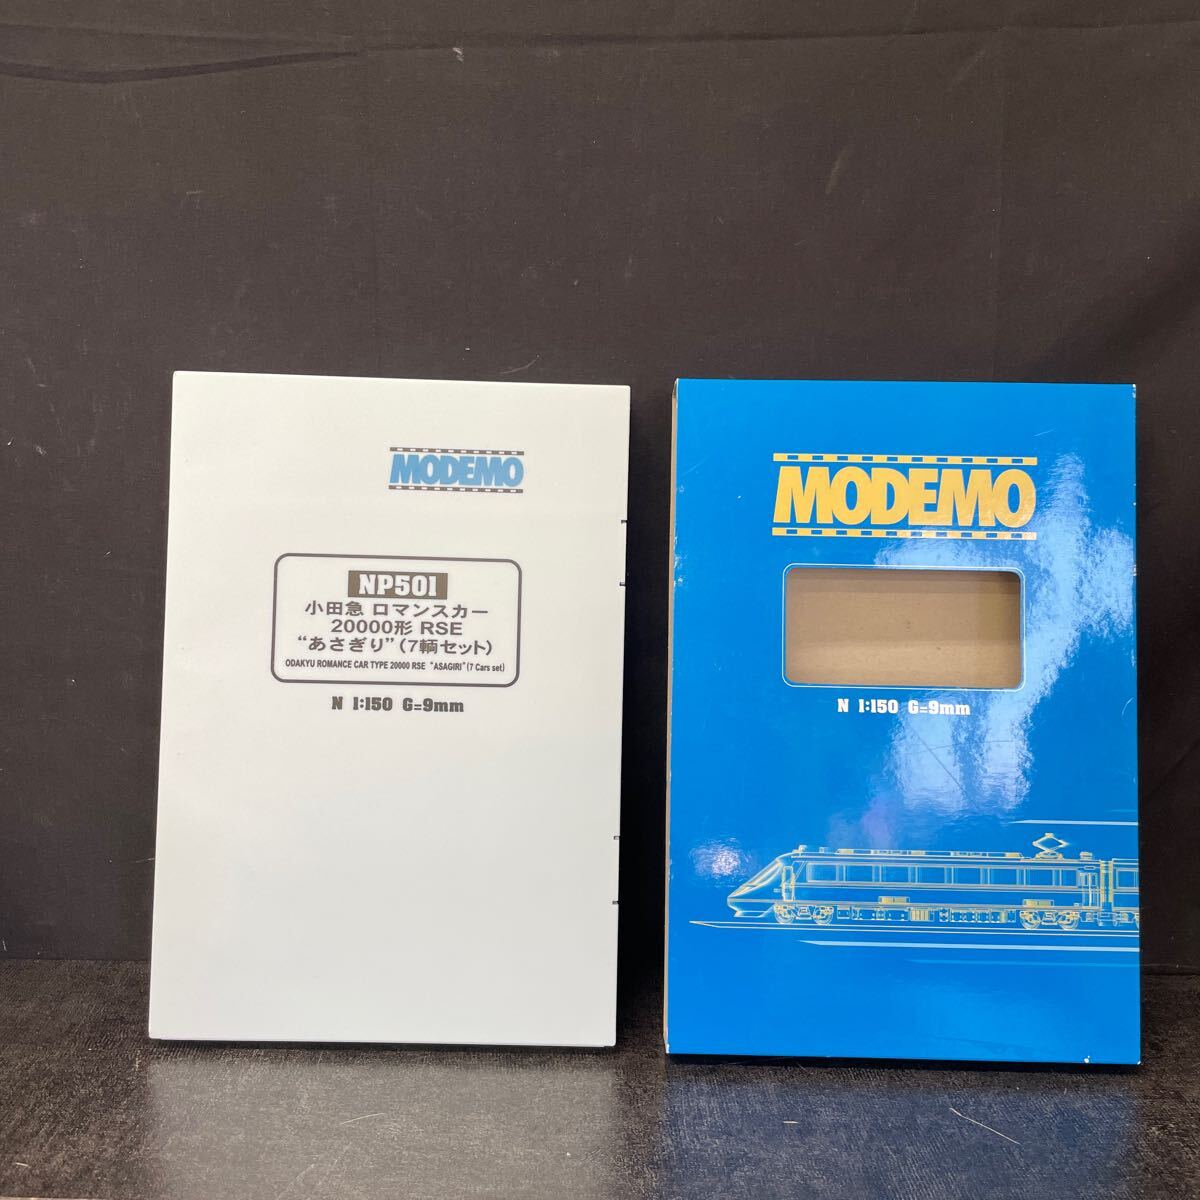 MODEMO
NP501
小田急 ロマンスカー
20000形 RSE
“あさぎり”(7輌セット)
ODAKYU ROMANCE CAR TYPE 20000 RSE “ASAGIRI” (7 Cars set)
N 1:150 G=9mm
MODEMO
N 1:150 G=9mm